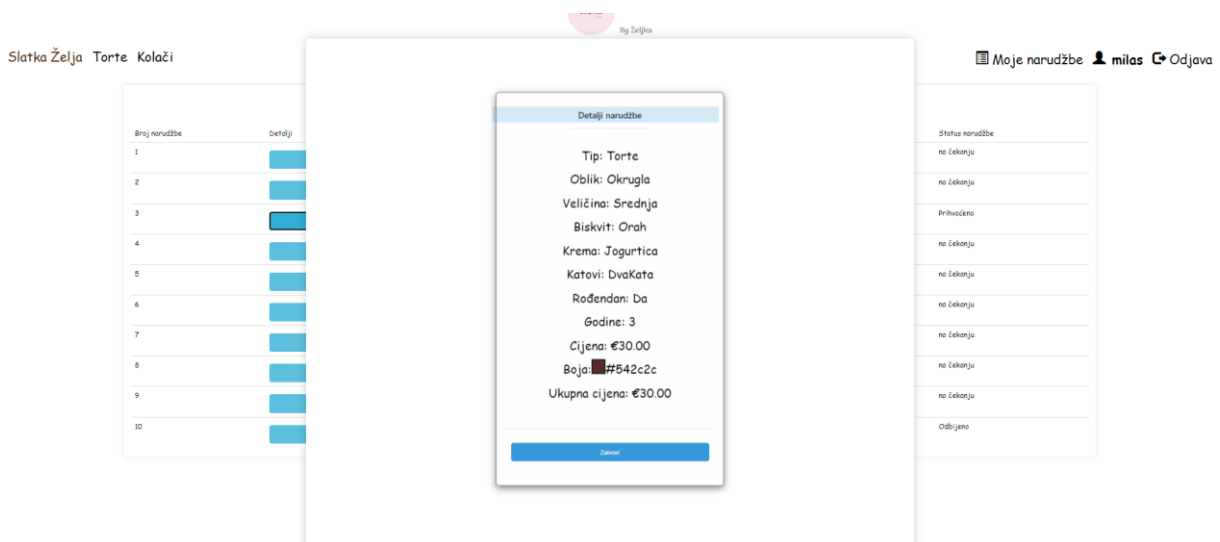 By Željka
Slatka Želja Torte Kolači
Moje narudžbe milas Odjava
Broj narudžbe Detalji Status narudžbe
1 na čekanju
2 na čekanju
3 Prihvaćeno
4 na čekanju
5 na čekanju
6 na čekanju
7 na čekanju
8 na čekanju
9 na čekanju
10 Odbijeno
Detalji narudžbe
Tip: Torte
Oblik: Okrugla
Veličina: Srednja
Biskvit: Orah
Krema: Jogurtica
Katovi: DvaKata
Rođendan: Da
Godine: 3
Cijena: €30.00
Boja: #542c2c
Ukupna cijena: €30.00
Zatvori